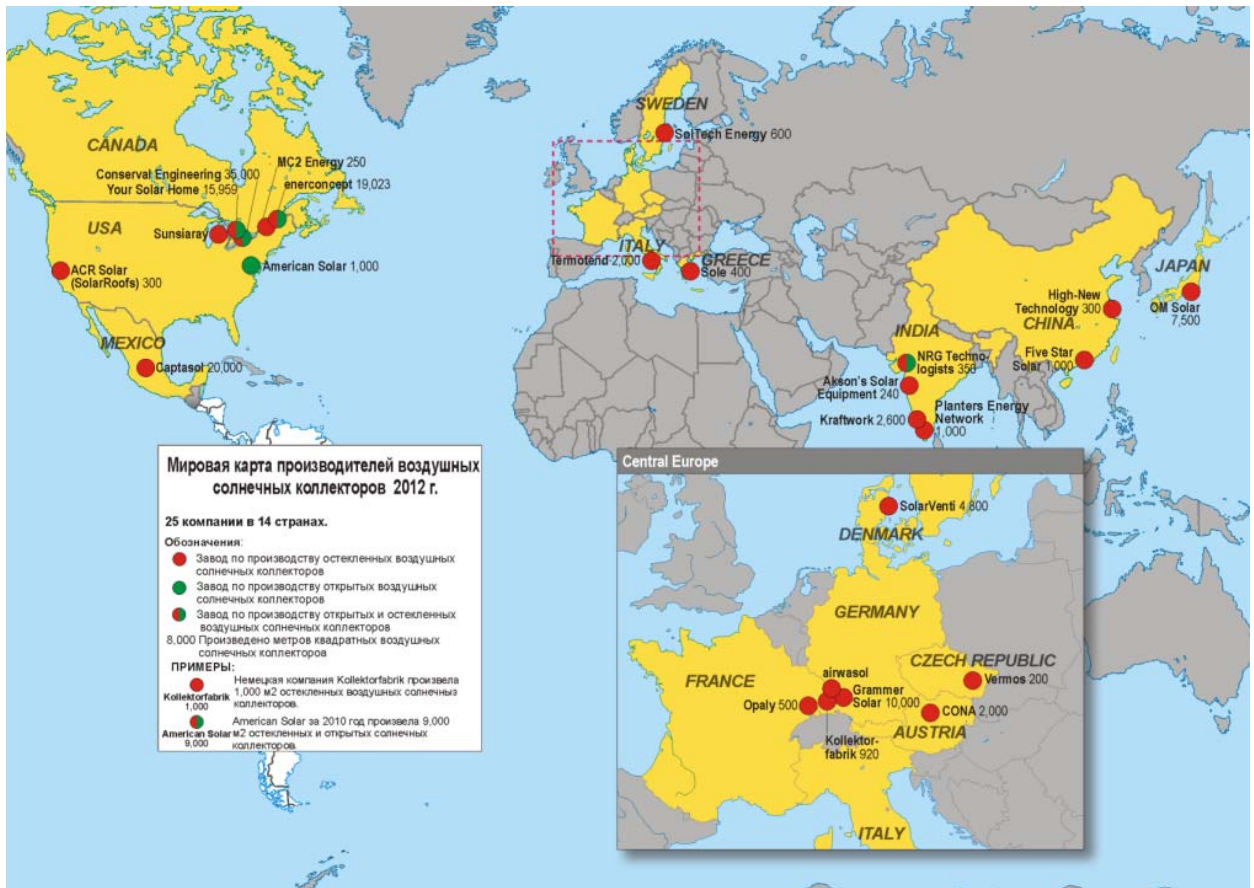 SWEDEN
SolTech Energy 600
CANADA
MC2 Energy 250
Conserval Engineering 35,000
enerconcept 19,023
Your Solar Home 15,959
USA
Sunsiaray
American Solar 1,000
ACR Solar
(SolarRoofs) 300
MEXICO
Captasol 20,000
ITALY
Termotend 2,000
GREECE
Sole 400
JAPAN
OM Solar
7,500
High-New
Technology 300
CHINA
Five Star
Solar 1,000
INDIA
NRG Techno-
logists 350
Akson's Solar
Equipment 240
Kraftwork 2,600
Planters Energy
Network
1,000
Мировая карта производителей воздушных
солнечных коллекторов 2012 г.
25 компании в 14 странах.
Обозначения:
Завод по производству остекленных воздушных
солнечных коллекторов
Завод по производству открытых воздушных
солнечных коллекторов
Завод по производству открытых и остекленных
воздушных солнечных коллекторов
8,000 Произведено метров квадратных воздушных
солнечных коллектороа
ПРИМЕРЫ:
Немецкая компания Kollektorfabrik произвела
1,000 м2 остекленных воздушных солнечныз
коллекторов.
Kollektorfabrik
1,000
American Solar за 2010 год произвела 9,000
м2 остекленных и открытых солнечных
коллекторов.
American Solar
9,000
Central Europe
SolarVenti 4 800
DENMARK
GERMANY
CZECH REPUBLIC
Vermos 200
FRANCE
airwasol
Grammer
Solar 10,000
Opaly 500
CONA 2,000
AUSTRIA
Kollektor-
fabrik 920
ITALY